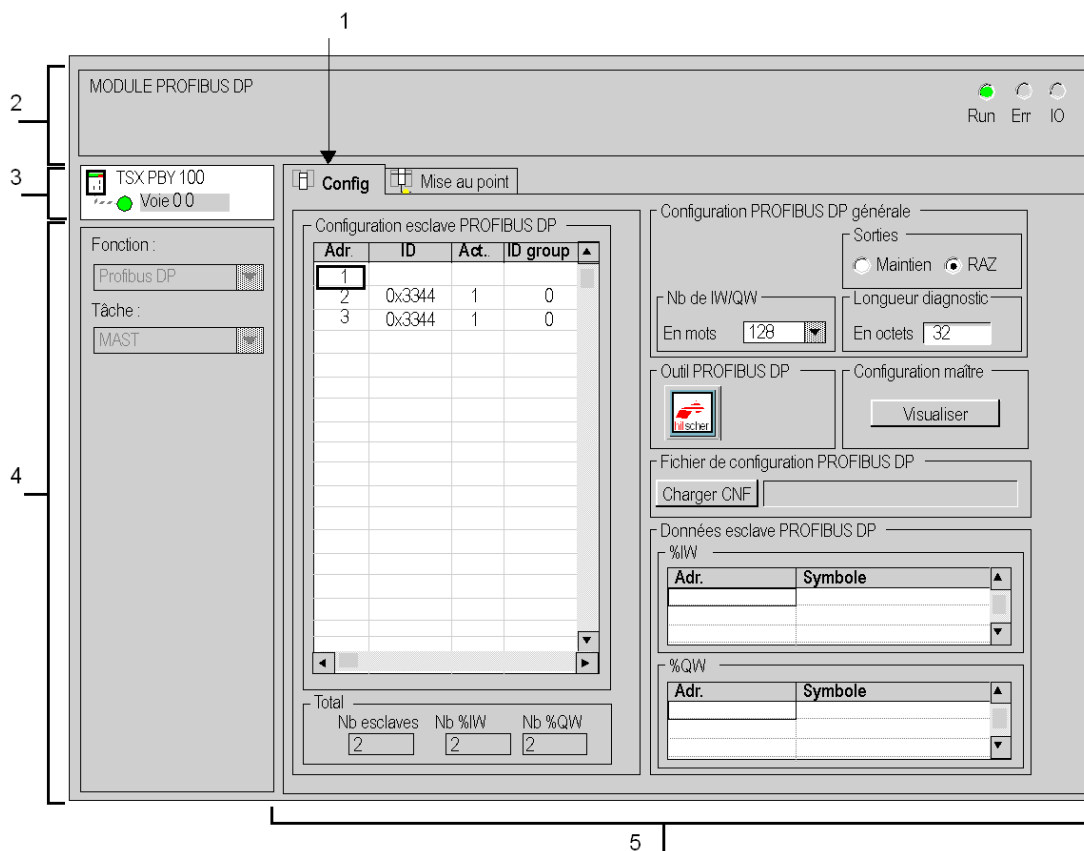 1
2
MODULE PROFIBUS DP
Run Err IO
3
TSX PBY 100
Voie 0 0
Config
Mise au point
4
Fonction :
Profibus DP
Tâche :
MAST
Configuration esclave PROFIBUS DP
Adr. ID Act.. ID group
1
2 0x3344 1 0
3 0x3344 1 0
Total
Nb esclaves Nb %IW Nb %QW
2 2 2
Configuration PROFIBUS DP générale
Sorties
Maintien RAZ
Nb de IW/QW
En mots 128
Longueur diagnostic
En octets 32
Outil PROFIBUS DP
hilscher
Configuration maître
Visualiser
Fichier de configuration PROFIBUS DP
Charger CNF
Données esclave PROFIBUS DP
%IW
Adr. Symbole
%QW
Adr. Symbole
5